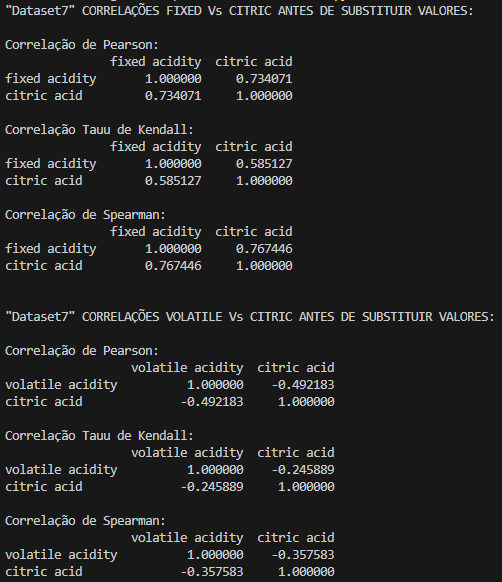 "Dataset7" CORRELAÇÕES FIXED Vs CITRIC ANTES DE SUBSTITUIR VALORES:

Correlação de Pearson:
               fixed acidity  citric acid
fixed acidity       1.000000     0.734071
citric acid         0.734071     1.000000

Correlação Tauu de Kendall:
               fixed acidity  citric acid
fixed acidity       1.000000     0.585127
citric acid         0.585127     1.000000

Correlação de Spearman:
               fixed acidity  citric acid
fixed acidity       1.000000     0.767446
citric acid         0.767446     1.000000


"Dataset7" CORRELAÇÕES VOLATILE Vs CITRIC ANTES DE SUBSTITUIR VALORES:

Correlação de Pearson:
                  volatile acidity  citric acid
volatile acidity          1.000000    -0.492183
citric acid              -0.492183     1.000000

Correlação Tauu de Kendall:
                  volatile acidity  citric acid
volatile acidity          1.000000    -0.245889
citric acid              -0.245889     1.000000

Correlação de Spearman:
                  volatile acidity  citric acid
volatile acidity          1.000000    -0.357583
citric acid              -0.357583     1.000000